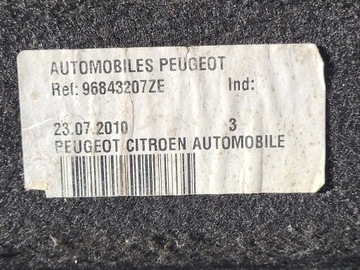 AUTOMOBILES PEUGEOT
Ref: 96843207ZE Ind:
23.07.2010 3
PEUGEOT CITROEN AUTOMOBILE